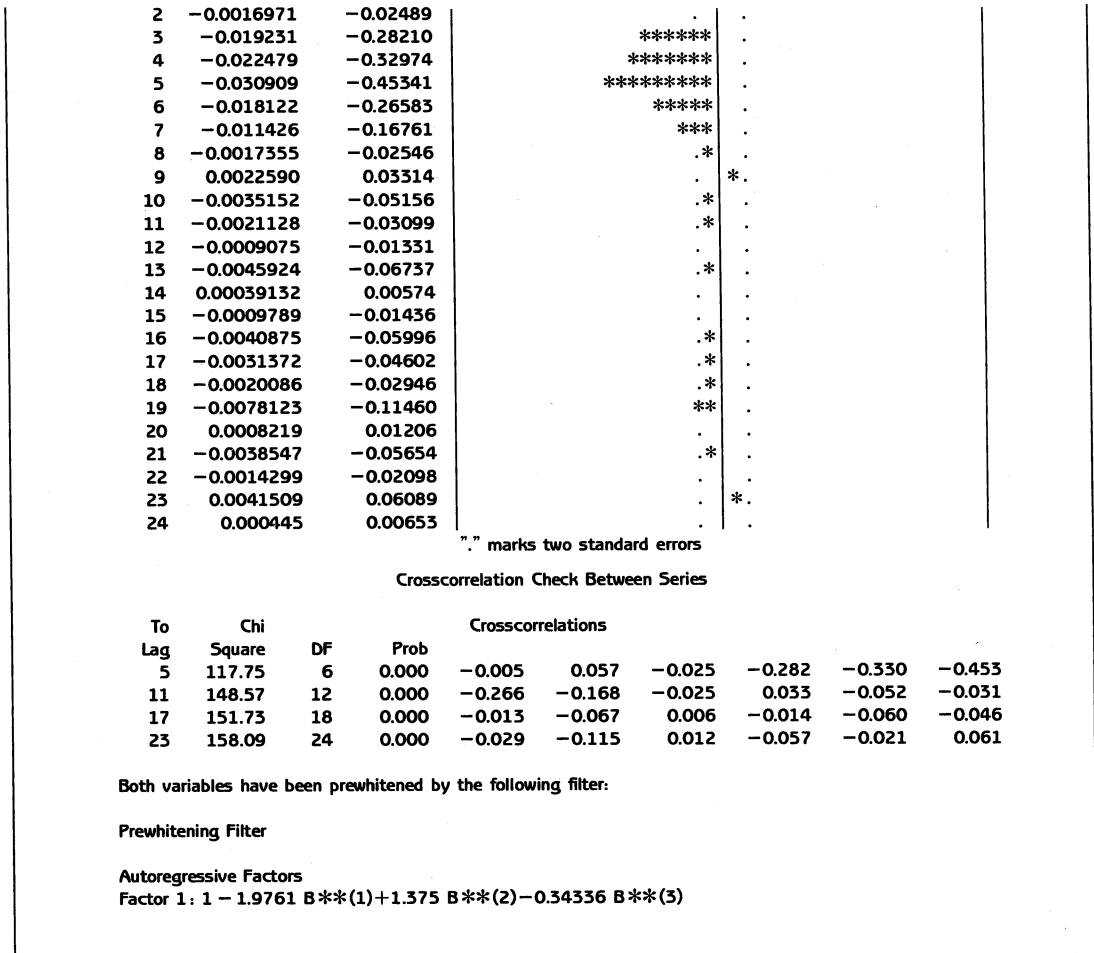 2 −0.0016971 −0.02489 . .
3 −0.019231 −0.28210 ****** .
4 −0.022479 −0.32974 ******* .
5 −0.030909 −0.45341 ********* .
6 −0.018122 −0.26583 ***** .
7 −0.011426 −0.16761 *** .
8 −0.0017355 −0.02546 .* .
9 0.0022590 0.03314 . *.
10 −0.0035152 −0.05156 .* .
11 −0.0021128 −0.03099 .* .
12 −0.0009075 −0.01331 . .
13 −0.0045924 −0.06737 .* .
14 0.00039132 0.00574 . .
15 −0.0009789 −0.01436 . .
16 −0.0040875 −0.05996 .* .
17 −0.0031372 −0.04602 .* .
18 −0.0020086 −0.02946 .* .
19 −0.0078123 −0.11460 ** .
20 0.0008219 0.01206 . .
21 −0.0038547 −0.05654 .* .
22 −0.0014299 −0.02098 . .
23 0.0041509 0.06089 . *.
24 0.000445 0.00653 . .
"." marks two standard errors
Crosscorrelation Check Between Series
To Chi Crosscorrelations
Lag Square DF Prob
5 117.75 6 0.000 −0.005 0.057 −0.025 −0.282 −0.330 −0.453
11 148.57 12 0.000 −0.266 −0.168 −0.025 0.033 −0.052 −0.031
17 151.73 18 0.000 −0.013 −0.067 0.006 −0.014 −0.060 −0.046
23 158.09 24 0.000 −0.029 −0.115 0.012 −0.057 −0.021 0.061
Both variables have been prewhitened by the following filter:
Prewhitening Filter
Autoregressive Factors
Factor 1: 1 − 1.9761 B**(1)+1.375 B**(2)−0.34336 B**(3)